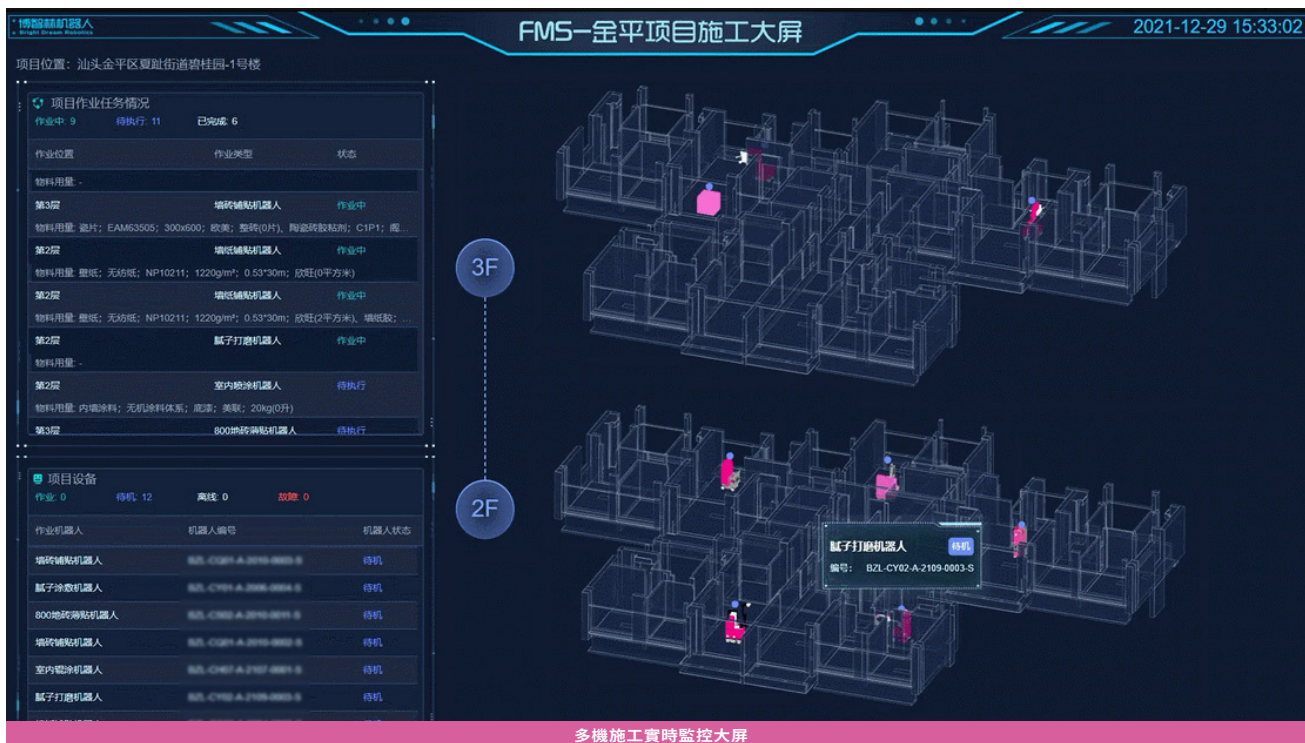 博智林机器人
Bright Dream Robotics
FMS-金平项目施工大屏
2021-12-29 15:33:02
项目位置：汕头金平区夏趾街道碧桂园-1号楼
项目作业任务情况
作业中: 9 待执行: 11 已完成: 6
作业位置 作业类型 状态
物料用量: -
第3层 墙砖铺贴机器人 作业中
物料用量: 瓷片；EAM63505；300x600；欧美；整砖(0片)、陶瓷砖胶粘剂；C1P1；阁...
第2层 墙纸铺贴机器人 作业中
物料用量: 壁纸；无纺纸；NP10211；1220g/m²；0.53*30m；欣旺(0平方米)
第2层 墙纸铺贴机器人 作业中
物料用量: 壁纸；无纺纸；NP10211；1220g/m²；0.53*30m；欣旺(2平方米)、墙纸胶；...
第2层 腻子打磨机器人 作业中
物料用量: -
第2层 室内喷涂机器人 待执行
物料用量: 内墙涂料；无机涂料体系；底漆；美联；20kg(0升)
第3层 800地砖薄贴机器人 待执行
项目设备
作业: 0 待机: 12 离线: 0 故障: 0
作业机器人 机器人编号 机器人状态
墙砖铺贴机器人 待机
腻子涂敷机器人 待机
800地砖薄贴机器人 待机
墙砖铺贴机器人 待机
室内辊涂机器人 待机
腻子打磨机器人 待机
3F
2F
腻子打磨机器人 待机
编号： BZL-CY02-A-2109-0003-S
多機施工實時監控大屏